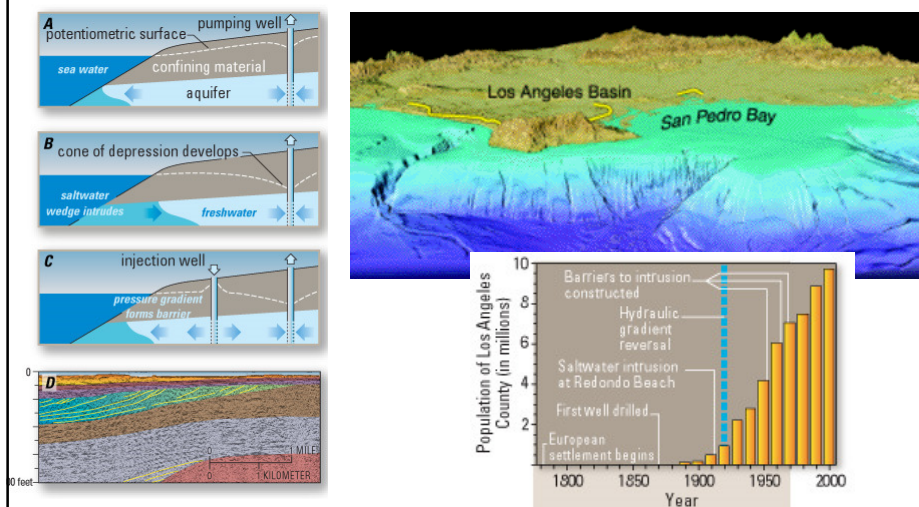 A
pumping well
potentiometric surface
sea water
confining material
aquifer
B
cone of depression develops
saltwater
wedge intrudes
freshwater
C
injection well
pressure gradient
forms barrier
D
0
1 MILE
0
1 KILOMETER
00 feet
Los Angeles Basin
San Pedro Bay
Population of Los Angeles
County (in millions)
10
8
6
4
2
Barriers to intrusion
constructed
Hydraulic
gradient
reversal
Saltwater intrusion
at Redondo Beach
First well drilled
European
settlement begins
1800
1850
1900
1950
2000
Year